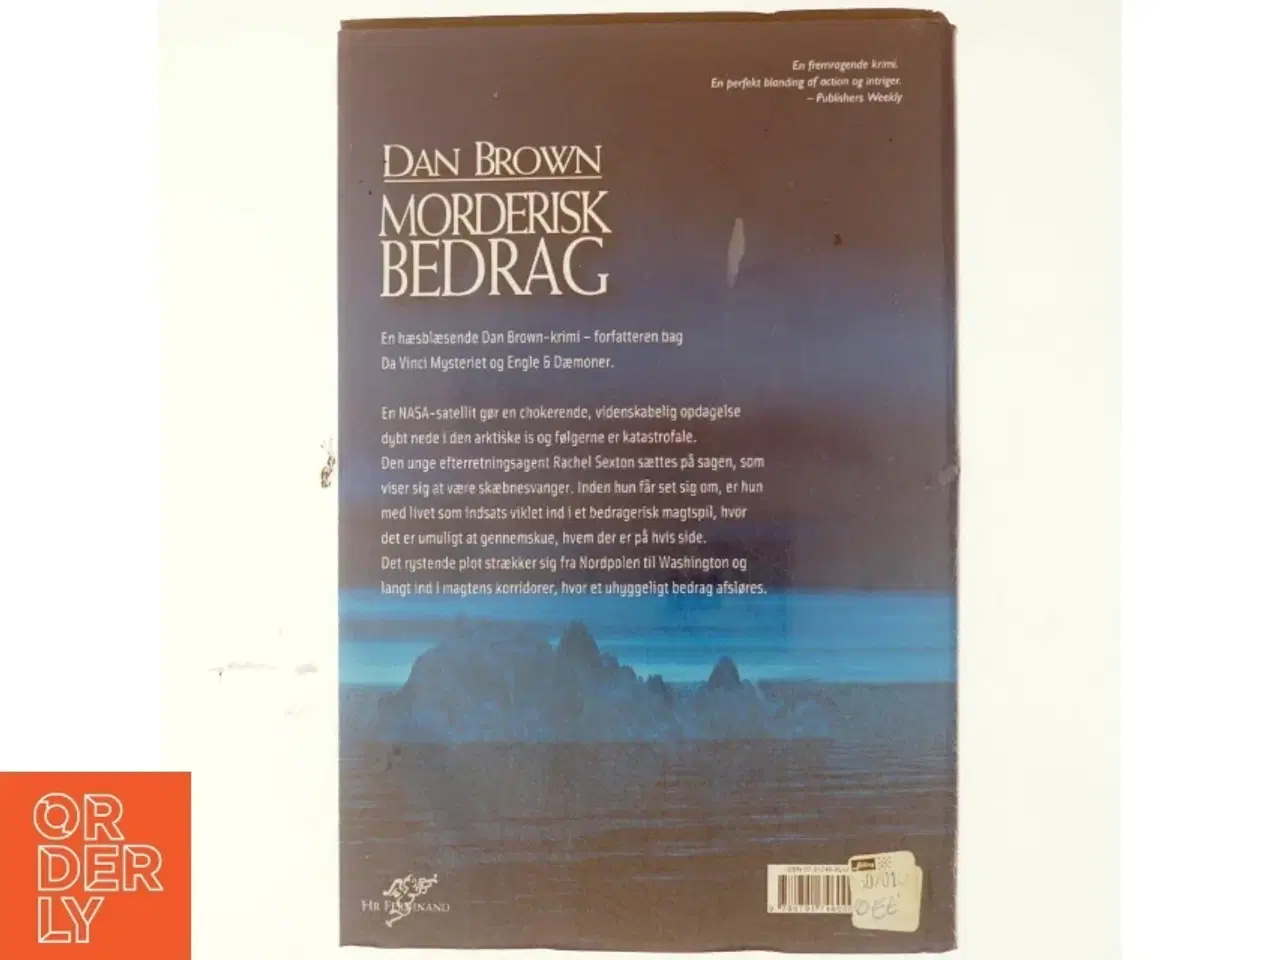 En fremragende krimi.
En perfekt blanding af action og intriger.
– Publishers Weekly
DAN BROWN
MORDERISK
BEDRAG
En hæsblæsende Dan Brown-krimi – forfatteren bag
Da Vinci Mysteriet og Engle & Dæmoner.
En NASA-satellit gør en chokerende, videnskabelig opdagelse
dybt nede i den arktiske is og følgerne er katastrofale.
Den unge efterretningsagent Rachel Sexton sættes på sagen, som
viser sig at være skæbnesvanger. Inden hun får set sig om, er hun
med livet som indsats viklet ind i et bedragerisk magtspil, hvor
det er umuligt at gennemskue, hvem der er på hvis side.
Det rystende plot strækker sig fra Nordpolen til Washington og
langt ind i magtens korridorer, hvor et uhyggeligt bedrag afsløres.
HR FERDINAND
OR
DER
LY